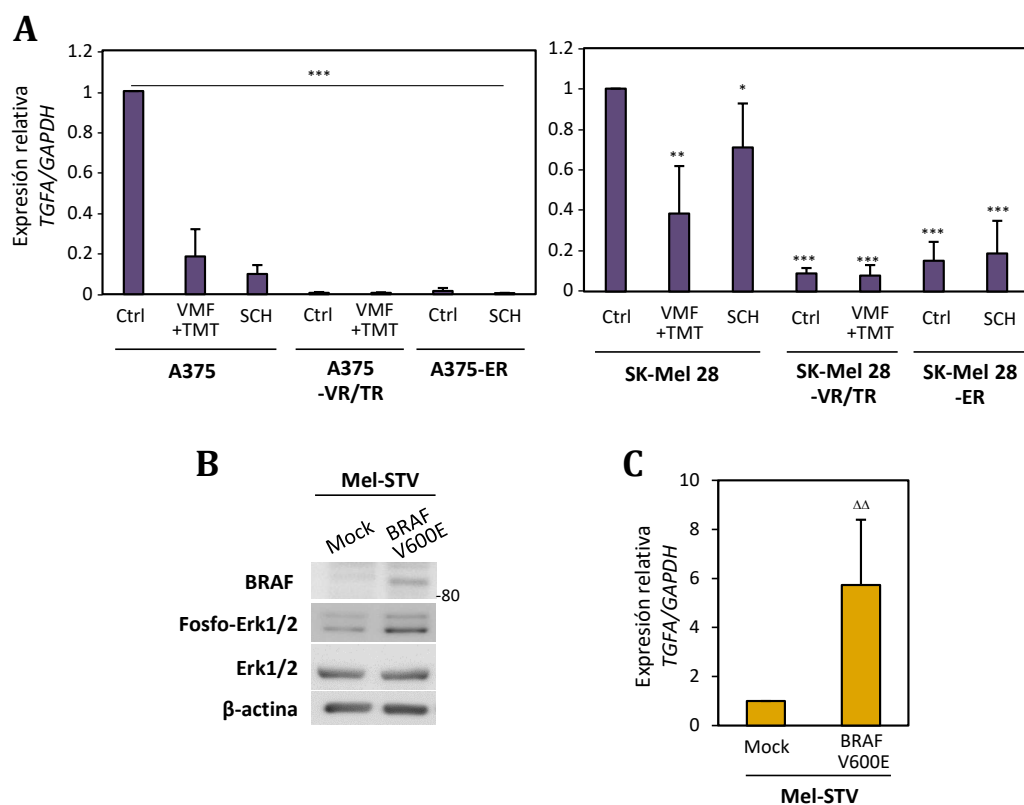 A
Expresión relativa
TGFA/GAPDH
1.2
1
0.8
0.6
0.4
0.2
0
***
Ctrl
VMF
+TMT
SCH
Ctrl
VMF
+TMT
Ctrl
SCH
A375
A375
-VR/TR
A375-ER
1.2
1
0.8
0.6
0.4
0.2
0
**
*
***
***
***
***
Ctrl
VMF
+TMT
SCH
Ctrl
VMF
+TMT
Ctrl
SCH
SK-Mel 28
SK-Mel 28
-VR/TR
SK-Mel 28
-ER
B
Mel-STV
Mock
BRAF
V600E
BRAF
-80
Fosfo-Erk1/2
Erk1/2
β-actina
C
Expresión relativa
TGFA/GAPDH
10
8
6
4
2
0
ΔΔ
Mock
BRAF
V600E
Mel-STV